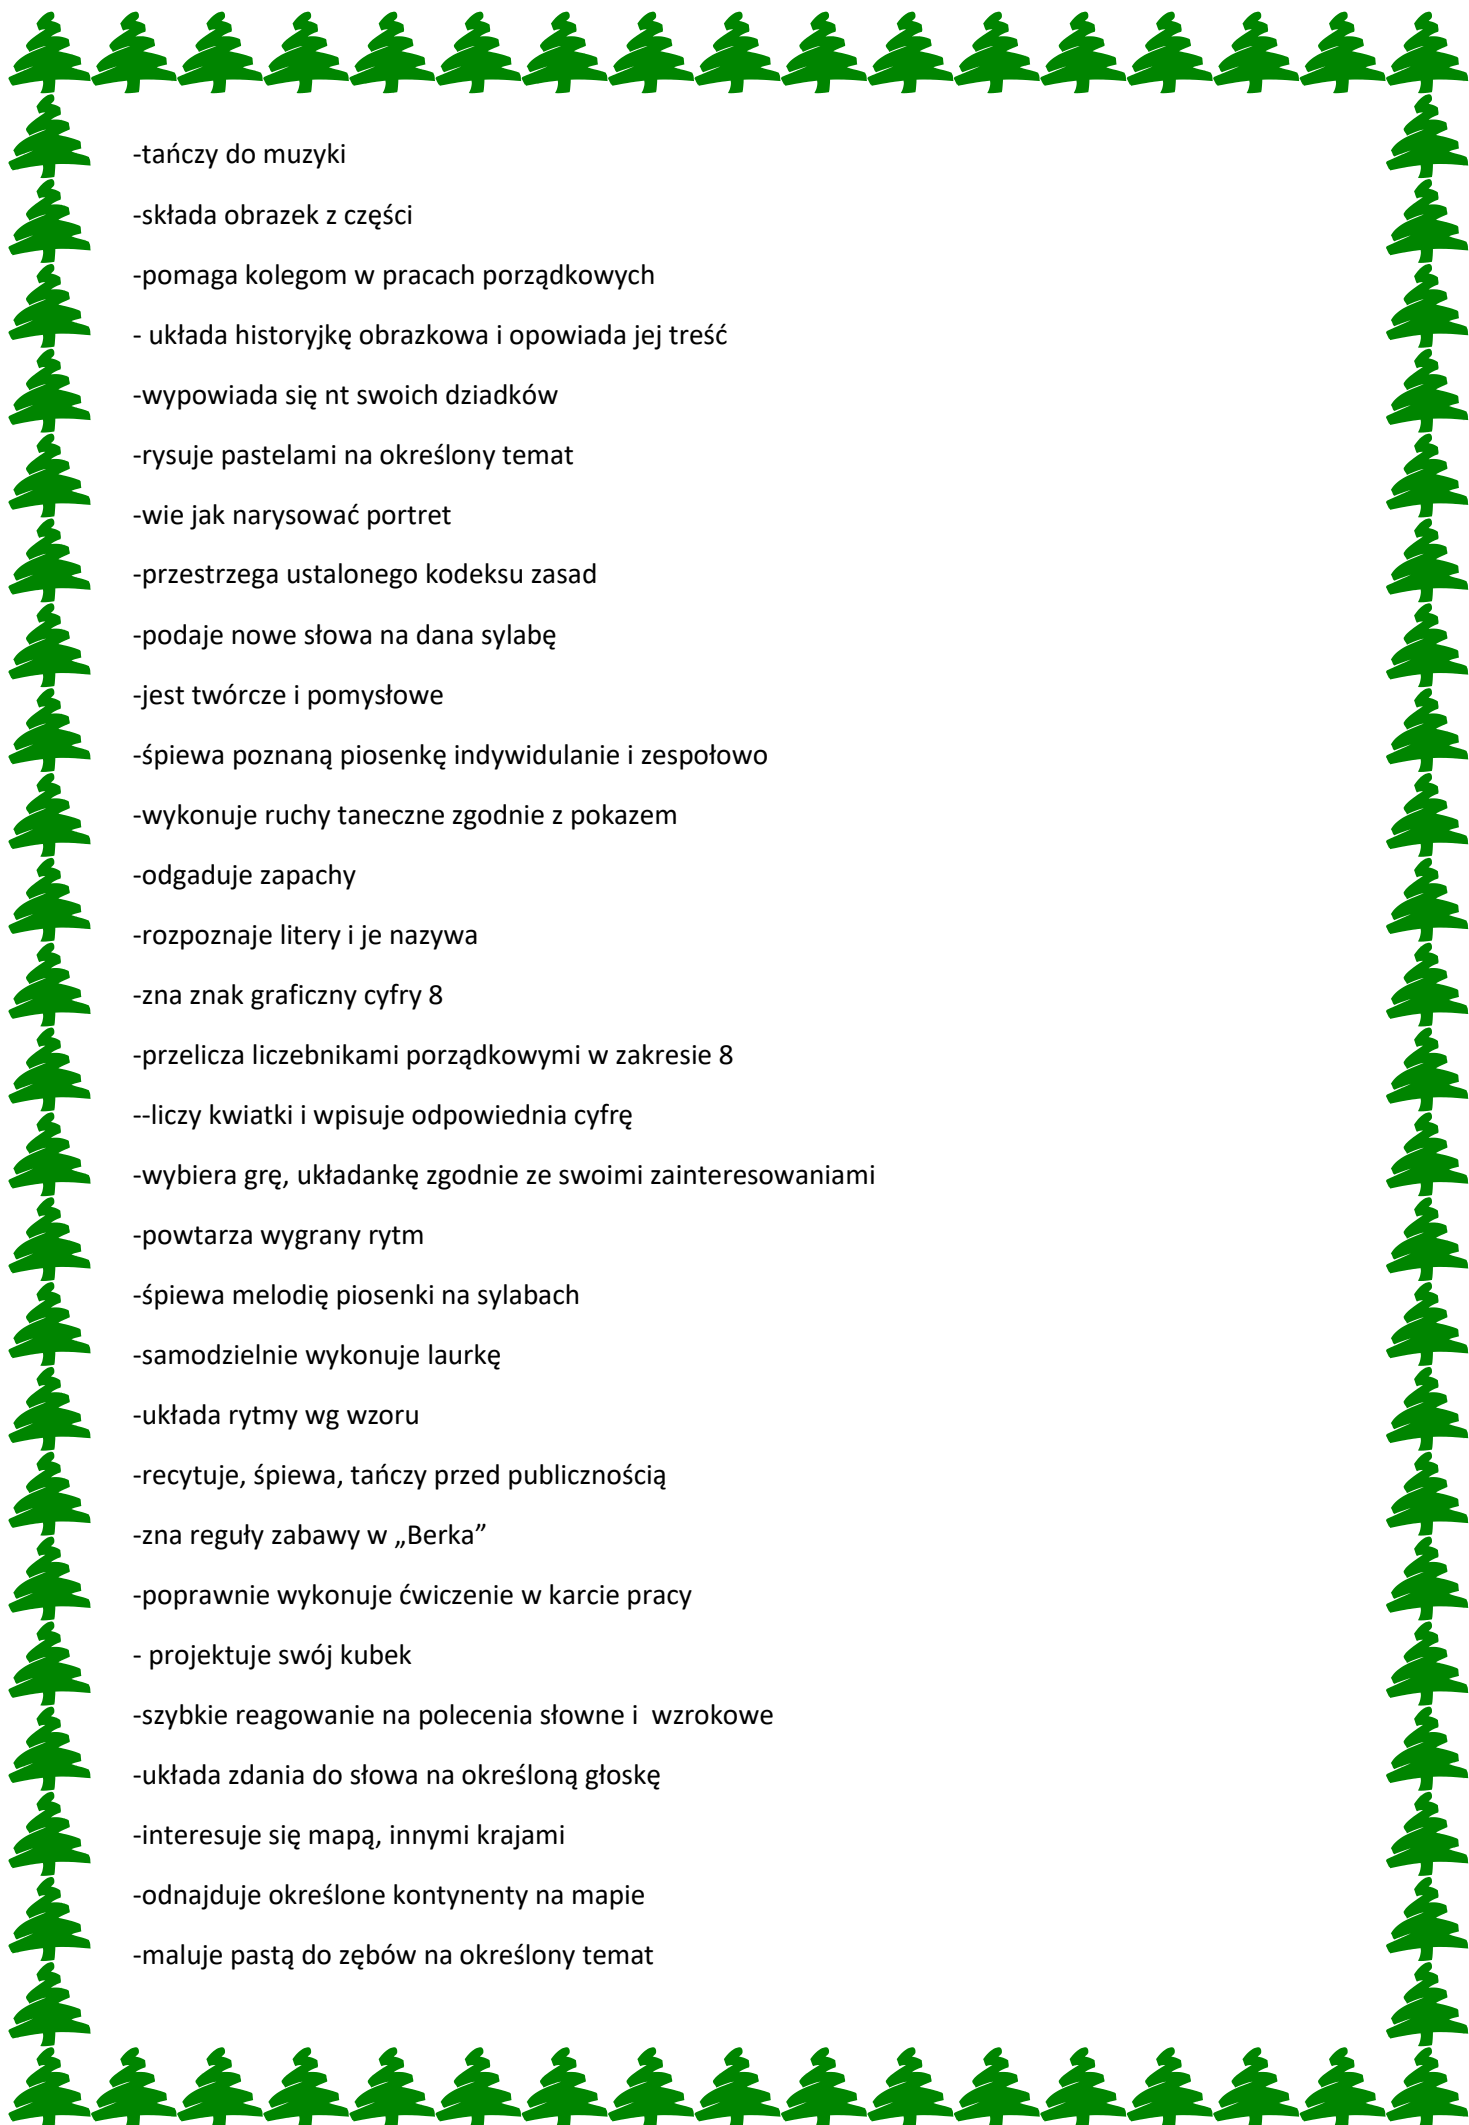 -tańczy do muzyki
-składa obrazek z części
-pomaga kolegom w pracach porządkowych
- układa historyjkę obrazkowa i opowiada jej treść
-wypowiada się nt swoich dziadków
-rysuje pastelami na określony temat
-wie jak narysować portret
-przestrzega ustalonego kodeksu zasad
-podaje nowe słowa na dana sylabę
-jest twórcze i pomysłowe
-śpiewa poznaną piosenkę indywidulanie i zespołowo
-wykonuje ruchy taneczne zgodnie z pokazem
-odgaduje zapachy
-rozpoznaje litery i je nazywa
-zna znak graficzny cyfry 8
-przelicza liczebnikami porządkowymi w zakresie 8
--liczy kwiatki i wpisuje odpowiednia cyfrę
-wybiera grę, układankę zgodnie ze swoimi zainteresowaniami
-powtarza wygrany rytm
-śpiewa melodię piosenki na sylabach
-samodzielnie wykonuje laurkę
-układa rytmy wg wzoru
-recytuje, śpiewa, tańczy przed publicznością
-zna reguły zabawy w „Berka”
-poprawnie wykonuje ćwiczenie w karcie pracy
- projektuje swój kubek
-szybkie reagowanie na polecenia słowne i  wzrokowe
-układa zdania do słowa na określoną głoskę
-interesuje się mapą, innymi krajami
-odnajduje określone kontynenty na mapie
-maluje pastą do zębów na określony temat